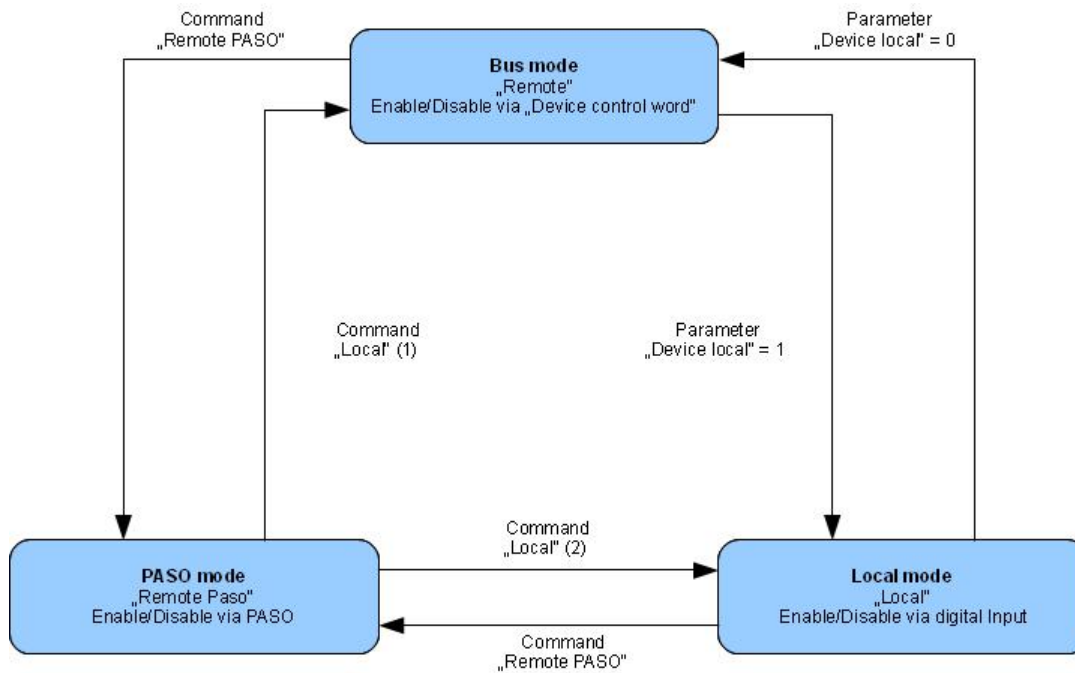 Command
„Remote PASO"
Parameter
„Device local" = 0
Bus mode
„Remote"
Enable/Disable via „Device control word"
Command
„Local" (1)
Parameter
„Device local" = 1
Command
„Local" (2)
PASO mode
„Remote Paso"
Enable/Disable via PASO
Local mode
„Local"
Enable/Disable via digital Input
Command
„Remote PASO"